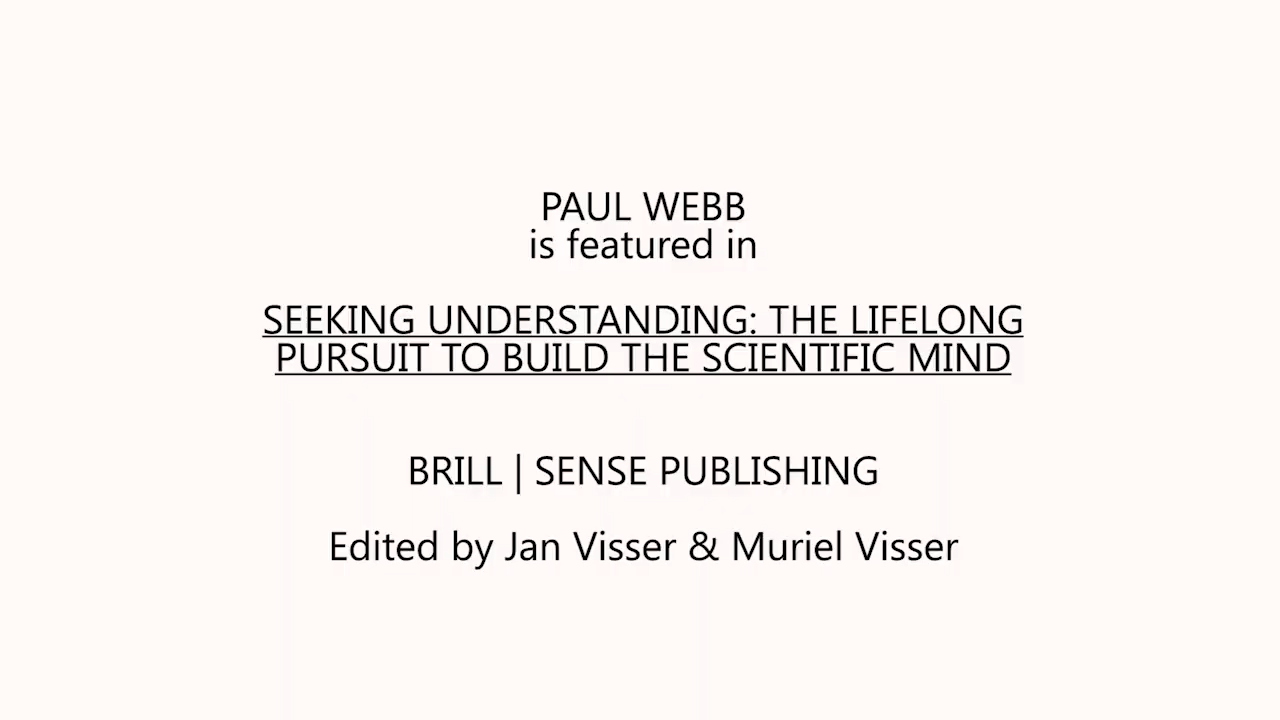 PAUL WEBB
is featured in
SEEKING UNDERSTANDING: THE LIFELONG
PURSUIT TO BUILD THE SCIENTIFIC MIND
BRILL | SENSE PUBLISHING
Edited by Jan Visser & Muriel Visser